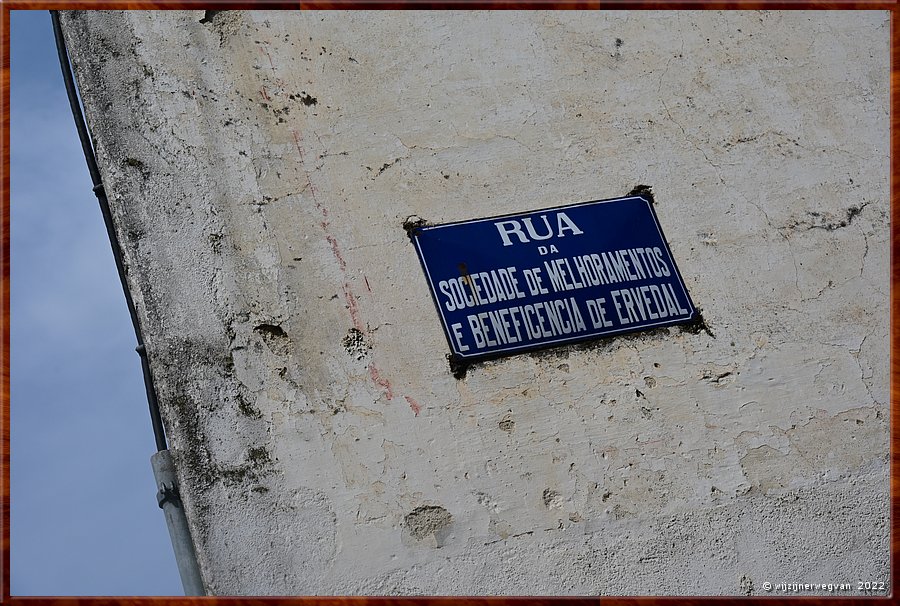 RUA
DA
SOCIEDADE DE MELHORAMENTOS
E BENEFICENCIA DE ERVEDAL
© wijzijnerwegvan 2022